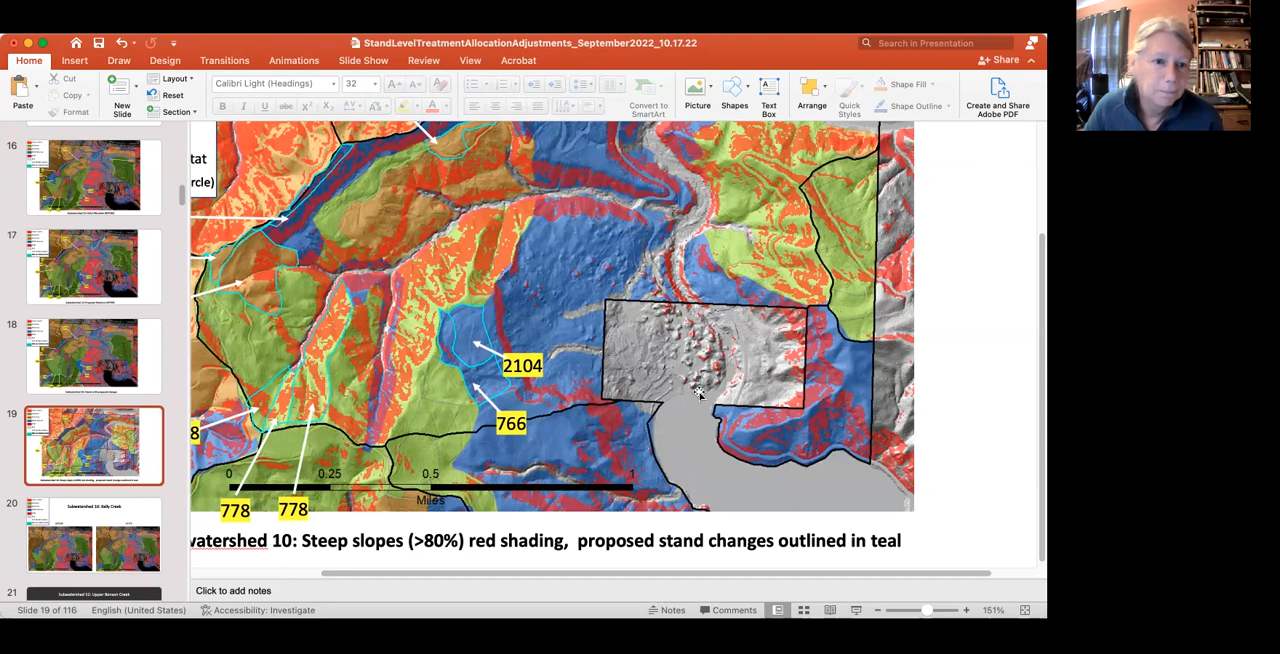 StandLevelTreatmentAllocationAdjustments_September2022_10.17.22
Search in Presentation
Home Insert Draw Design Transitions Animations Slide Show Review View Acrobat
Share
Paste
Cut
Copy
Format
New Slide
Layout
Reset
Section
Calibri Light (Headings) 32
Convert to SmartArt
Picture
Shapes
Text Box
Arrange
Quick Styles
Shape Fill
Shape Outline
Create and Share Adobe PDF
16
17
18
19
20
Subwatershed 10: Kelly Creek
21
tat
rcle)
2104
766
8
778
778
0 0.25 0.5 1
Miles
watershed 10: Steep slopes (>80%) red shading, proposed stand changes outlined in teal
Click to add notes
Slide 19 of 116 English (United States) Accessibility: Investigate
Notes Comments 151%